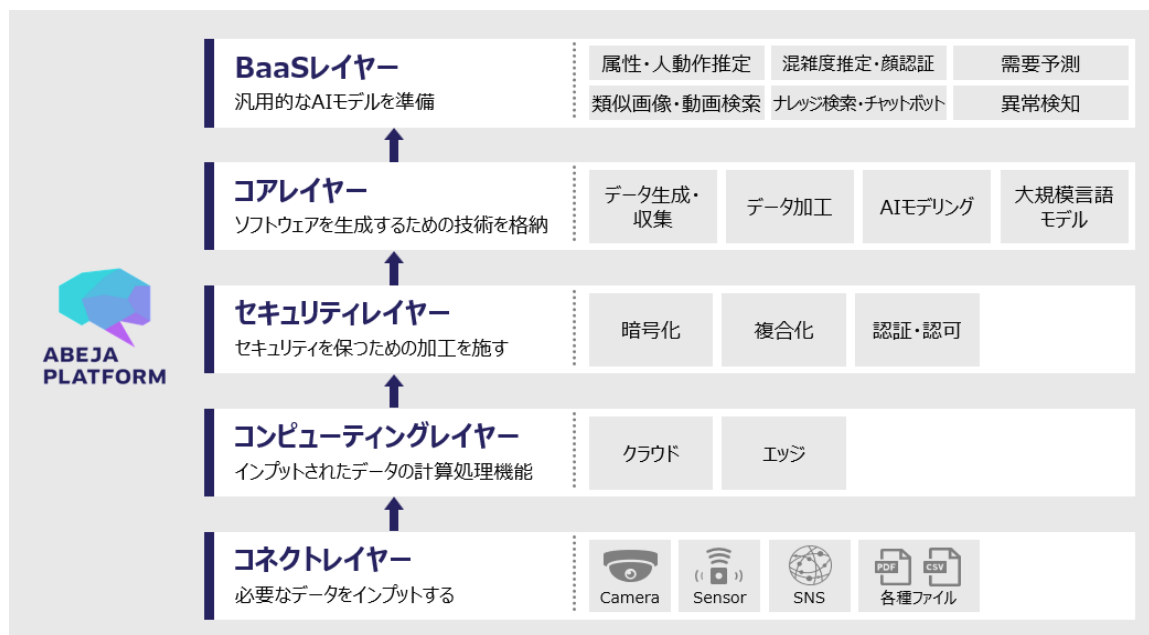 BaaSレイヤー
汎用的なAIモデルを準備
属性・人動作推定
混雑度推定・顔認証
需要予測
類似画像・動画検索
ナレッジ検索・チャットボット
異常検知
コアレイヤー
ソフトウェアを生成するための技術を格納
データ生成・
収集
データ加工
AIモデリング
大規模言語
モデル
ABEJA
PLATFORM
セキュリティレイヤー
セキュリティを保つための加工を施す
暗号化
複合化
認証・認可
コンピューティングレイヤー
インプットされたデータの計算処理機能
クラウド
エッジ
コネクトレイヤー
必要なデータをインプットする
Camera
Sensor
SNS
PDF
CSV
各種ファイル